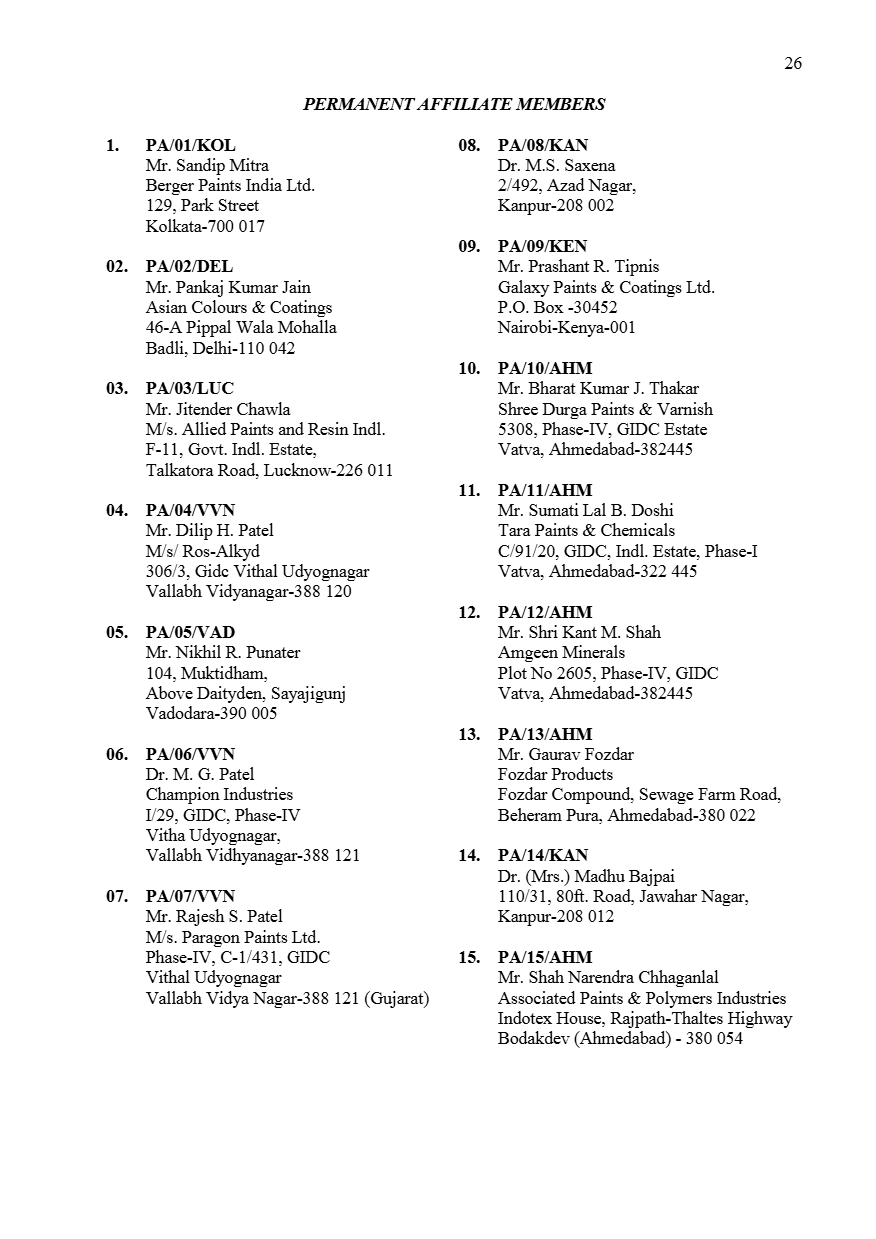 26
PERMANENT AFFILIATE MEMBERS
1. PA/01/KOL
Mr. Sandip Mitra
Berger Paints India Ltd.
129, Park Street
Kolkata-700 017
02. PA/02/DEL
Mr. Pankaj Kumar Jain
Asian Colours & Coatings
46-A Pippal Wala Mohalla
Badli, Delhi-110 042
03. PA/03/LUC
Mr. Jitender Chawla
M/s. Allied Paints and Resin Indl.
F-11, Govt. Indl. Estate,
Talkatora Road, Lucknow-226 011
04. PA/04/VVN
Mr. Dilip H. Patel
M/s/ Ros-Alkyd
306/3, Gidc Vithal Udyognagar
Vallabh Vidyanagar-388 120
05. PA/05/VAD
Mr. Nikhil R. Punater
104, Muktidham,
Above Daityden, Sayajigunj
Vadodara-390 005
06. PA/06/VVN
Dr. M. G. Patel
Champion Industries
I/29, GIDC, Phase-IV
Vitha Udyognagar,
Vallabh Vidhyanagar-388 121
07. PA/07/VVN
Mr. Rajesh S. Patel
M/s. Paragon Paints Ltd.
Phase-IV, C-1/431, GIDC
Vithal Udyognagar
Vallabh Vidya Nagar-388 121 (Gujarat)
08. PA/08/KAN
Dr. M.S. Saxena
2/492, Azad Nagar,
Kanpur-208 002
09. PA/09/KEN
Mr. Prashant R. Tipnis
Galaxy Paints & Coatings Ltd.
P.O. Box -30452
Nairobi-Kenya-001
10. PA/10/AHM
Mr. Bharat Kumar J. Thakar
Shree Durga Paints & Varnish
5308, Phase-IV, GIDC Estate
Vatva, Ahmedabad-382445
11. PA/11/AHM
Mr. Sumati Lal B. Doshi
Tara Paints & Chemicals
C/91/20, GIDC, Indl. Estate, Phase-I
Vatva, Ahmedabad-322 445
12. PA/12/AHM
Mr. Shri Kant M. Shah
Amgeen Minerals
Plot No 2605, Phase-IV, GIDC
Vatva, Ahmedabad-382445
13. PA/13/AHM
Mr. Gaurav Fozdar
Fozdar Products
Fozdar Compound, Sewage Farm Road,
Beheram Pura, Ahmedabad-380 022
14. PA/14/KAN
Dr. (Mrs.) Madhu Bajpai
110/31, 80ft. Road, Jawahar Nagar,
Kanpur-208 012
15. PA/15/AHM
Mr. Shah Narendra Chhaganlal
Associated Paints & Polymers Industries
Indotex House, Rajpath-Thaltes Highway
Bodakdev (Ahmedabad) - 380 054